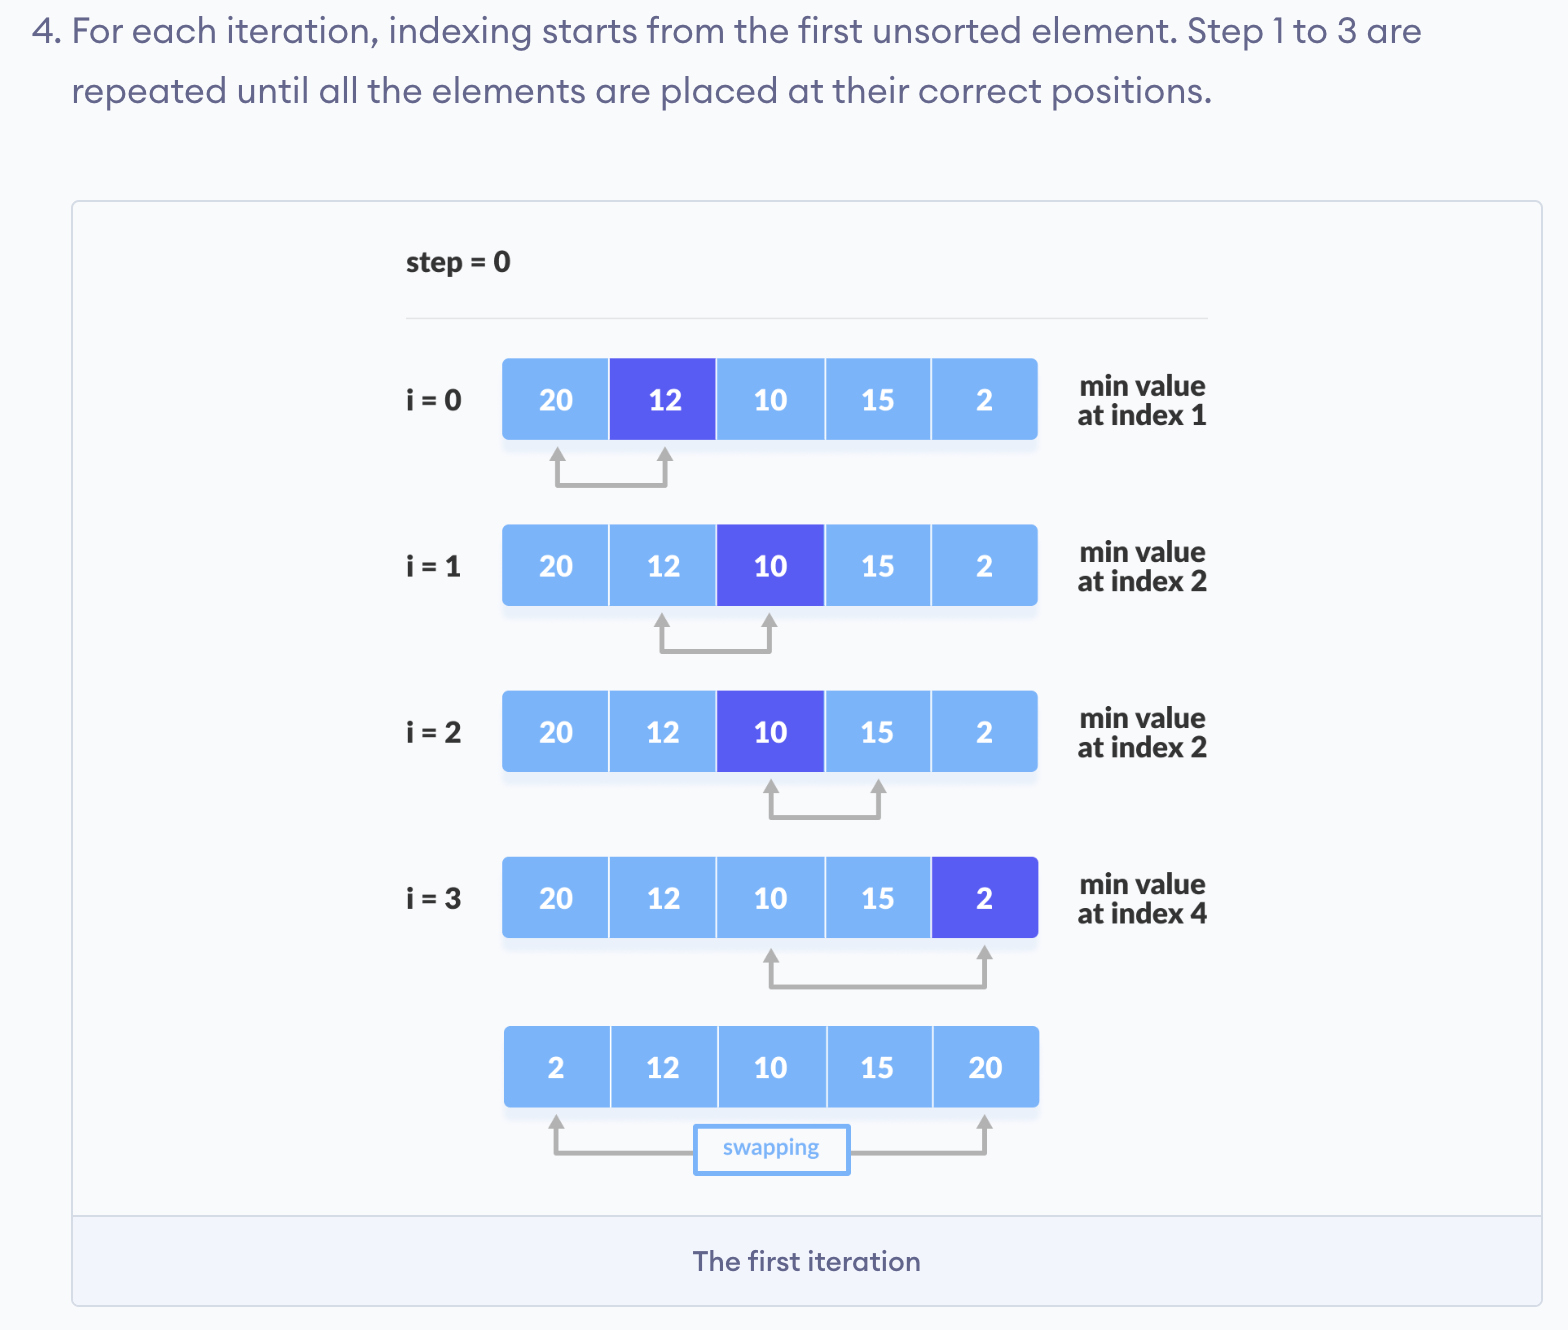 4. For each iteration, indexing starts from the first unsorted element. Step 1 to 3 are
repeated until all the elements are placed at their correct positions.
step = 0
i = 0 20 12 10 15 2 min value
at index 1
i = 1 20 12 10 15 2 min value
at index 2
i = 2 20 12 10 15 2 min value
at index 2
i = 3 20 12 10 15 2 min value
at index 4
2 12 10 15 20
swapping
The first iteration